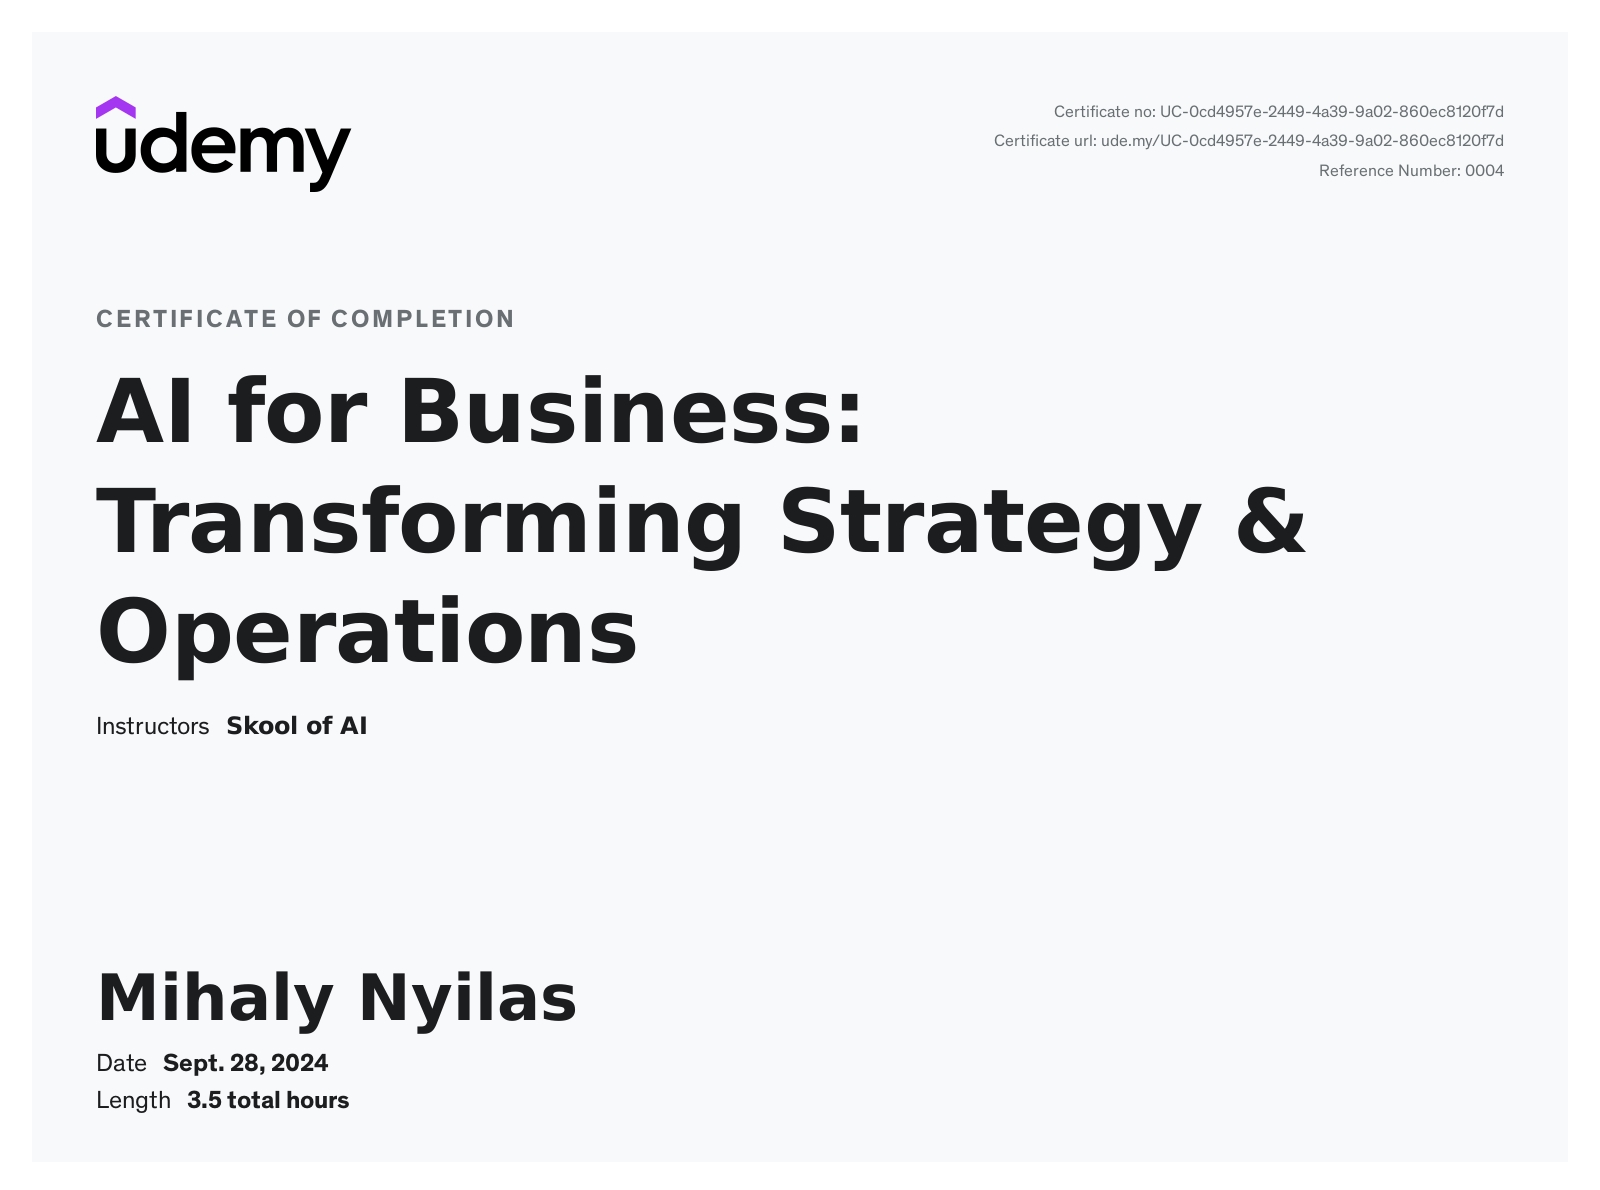 udemy
Certificate no: UC-0cd4957e-2449-4a39-9a02-860ec8120f7d
Certificate url: ude.my/UC-0cd4957e-2449-4a39-9a02-860ec8120f7d
Reference Number: 0004
CERTIFICATE OF COMPLETION
AI for Business:
Transforming Strategy &
Operations
Instructors Skool of AI
Mihaly Nyilas
Date Sept. 28, 2024
Length 3.5 total hours